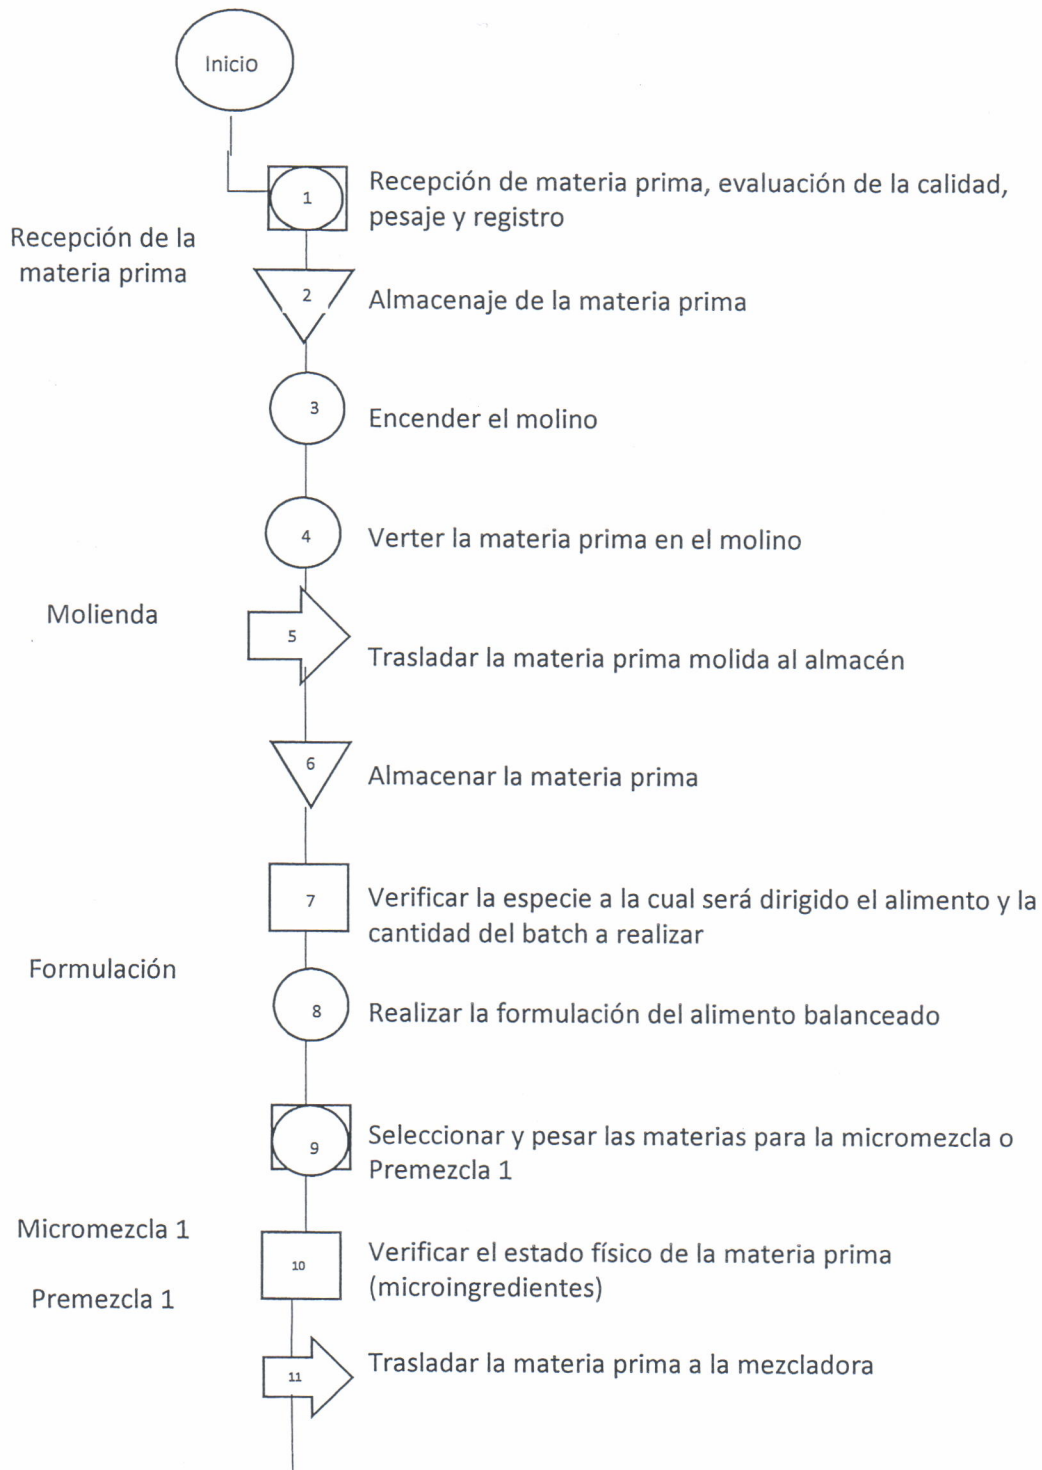 Inicio
1
Recepción de materia prima, evaluación de la calidad,
pesaje y registro
Recepción de la
materia prima
2
Almacenaje de la materia prima
3
Encender el molino
4
Verter la materia prima en el molino
Molienda
5
Trasladar la materia prima molida al almacén
6
Almacenar la materia prima
7
Verificar la especie a la cual será dirigido el alimento y la
cantidad del batch a realizar
Formulación
8
Realizar la formulación del alimento balanceado
9
Seleccionar y pesar las materias para la micromezcla o
Premezcla 1
Micromezcla 1
10
Verificar el estado físico de la materia prima
(microingredientes)
Premezcla 1
11
Trasladar la materia prima a la mezcladora